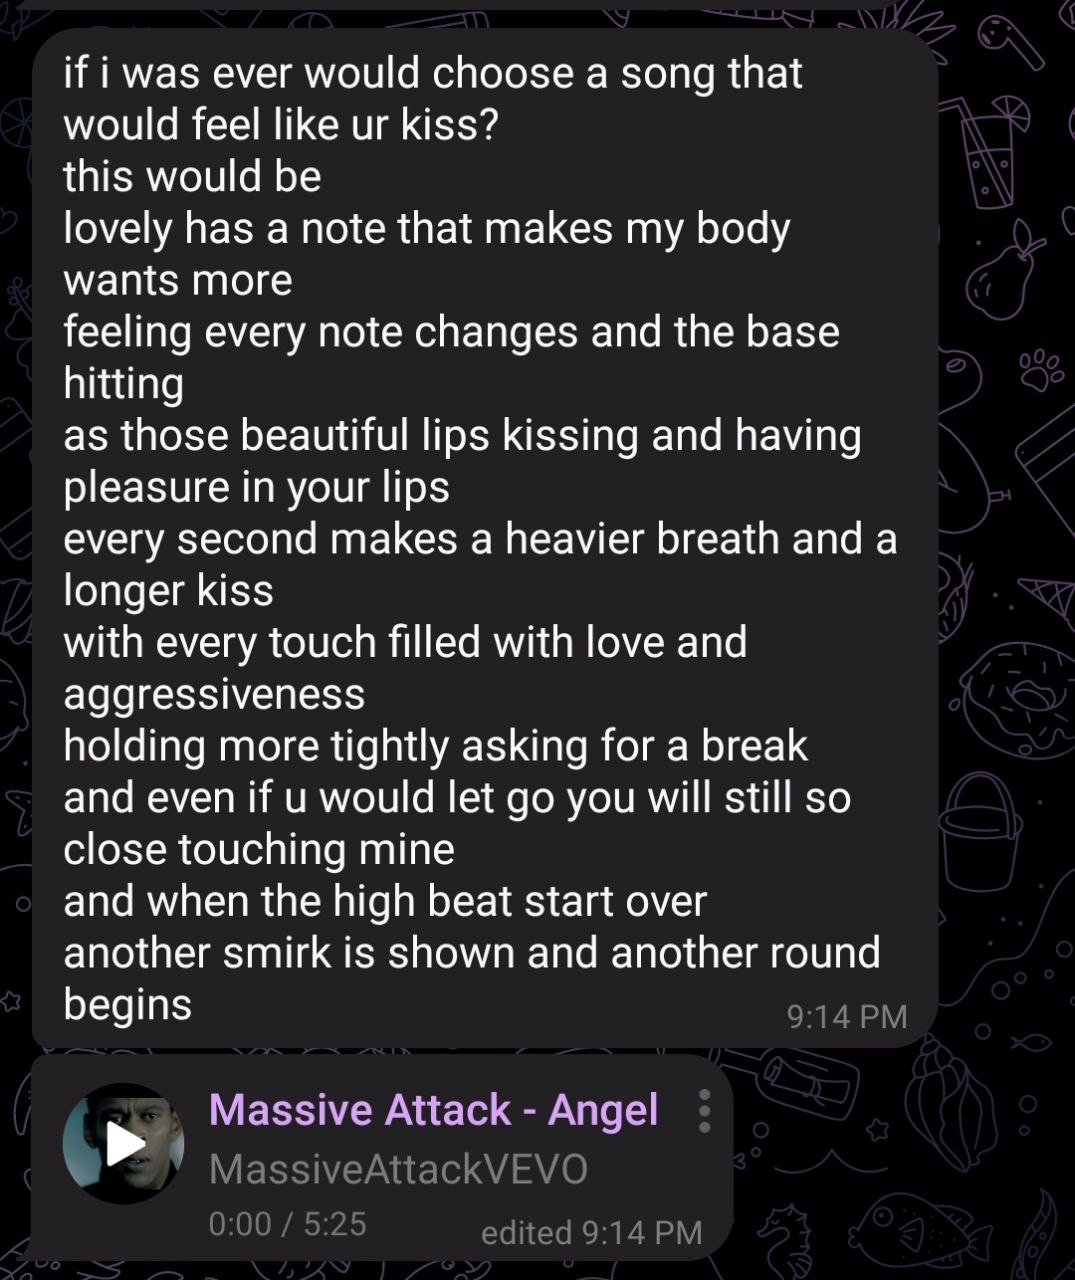 if i was ever would choose a song that
would feel like ur kiss?
this would be
lovely has a note that makes my body
wants more
feeling every note changes and the base
hitting
as those beautiful lips kissing and having
pleasure in your lips
every second makes a heavier breath and a
longer kiss
with every touch filled with love and
aggressiveness
holding more tightly asking for a break
and even if u would let go you will still so
close touching mine
and when the high beat start over
another smirk is shown and another round
begins
9:14 PM
Massive Attack - Angel
MassiveAttackVEVO
0:00 / 5:25
edited 9:14 PM